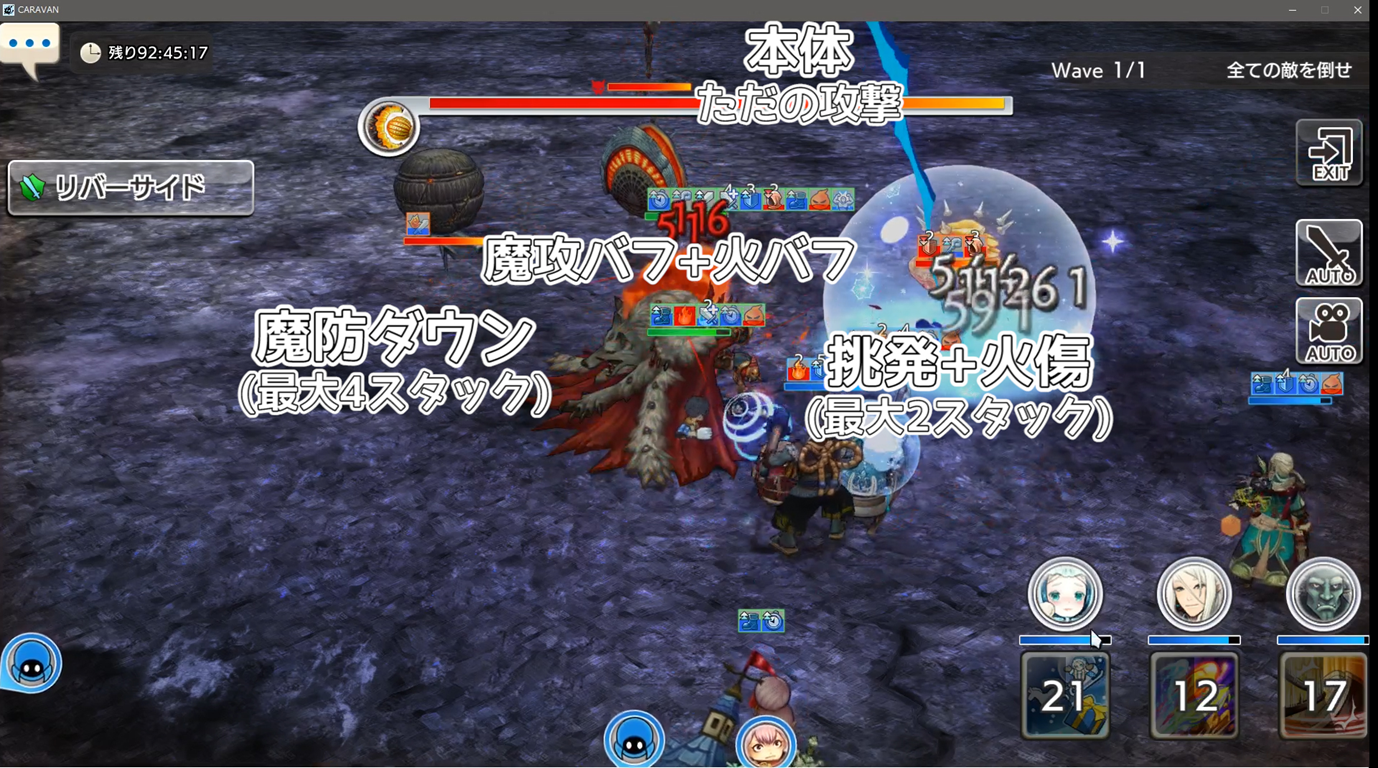 CARAVAN
残り92:45:17
本体
ただの攻撃
Wave 1/1
全ての敵を倒せ
EXIT
リバーサイド
5116
魔攻バフ+火バフ
AUTO
魔防ダウン
(最大4スタック)
挑発+火傷
(最大2スタック)
AUTO
21
12
17